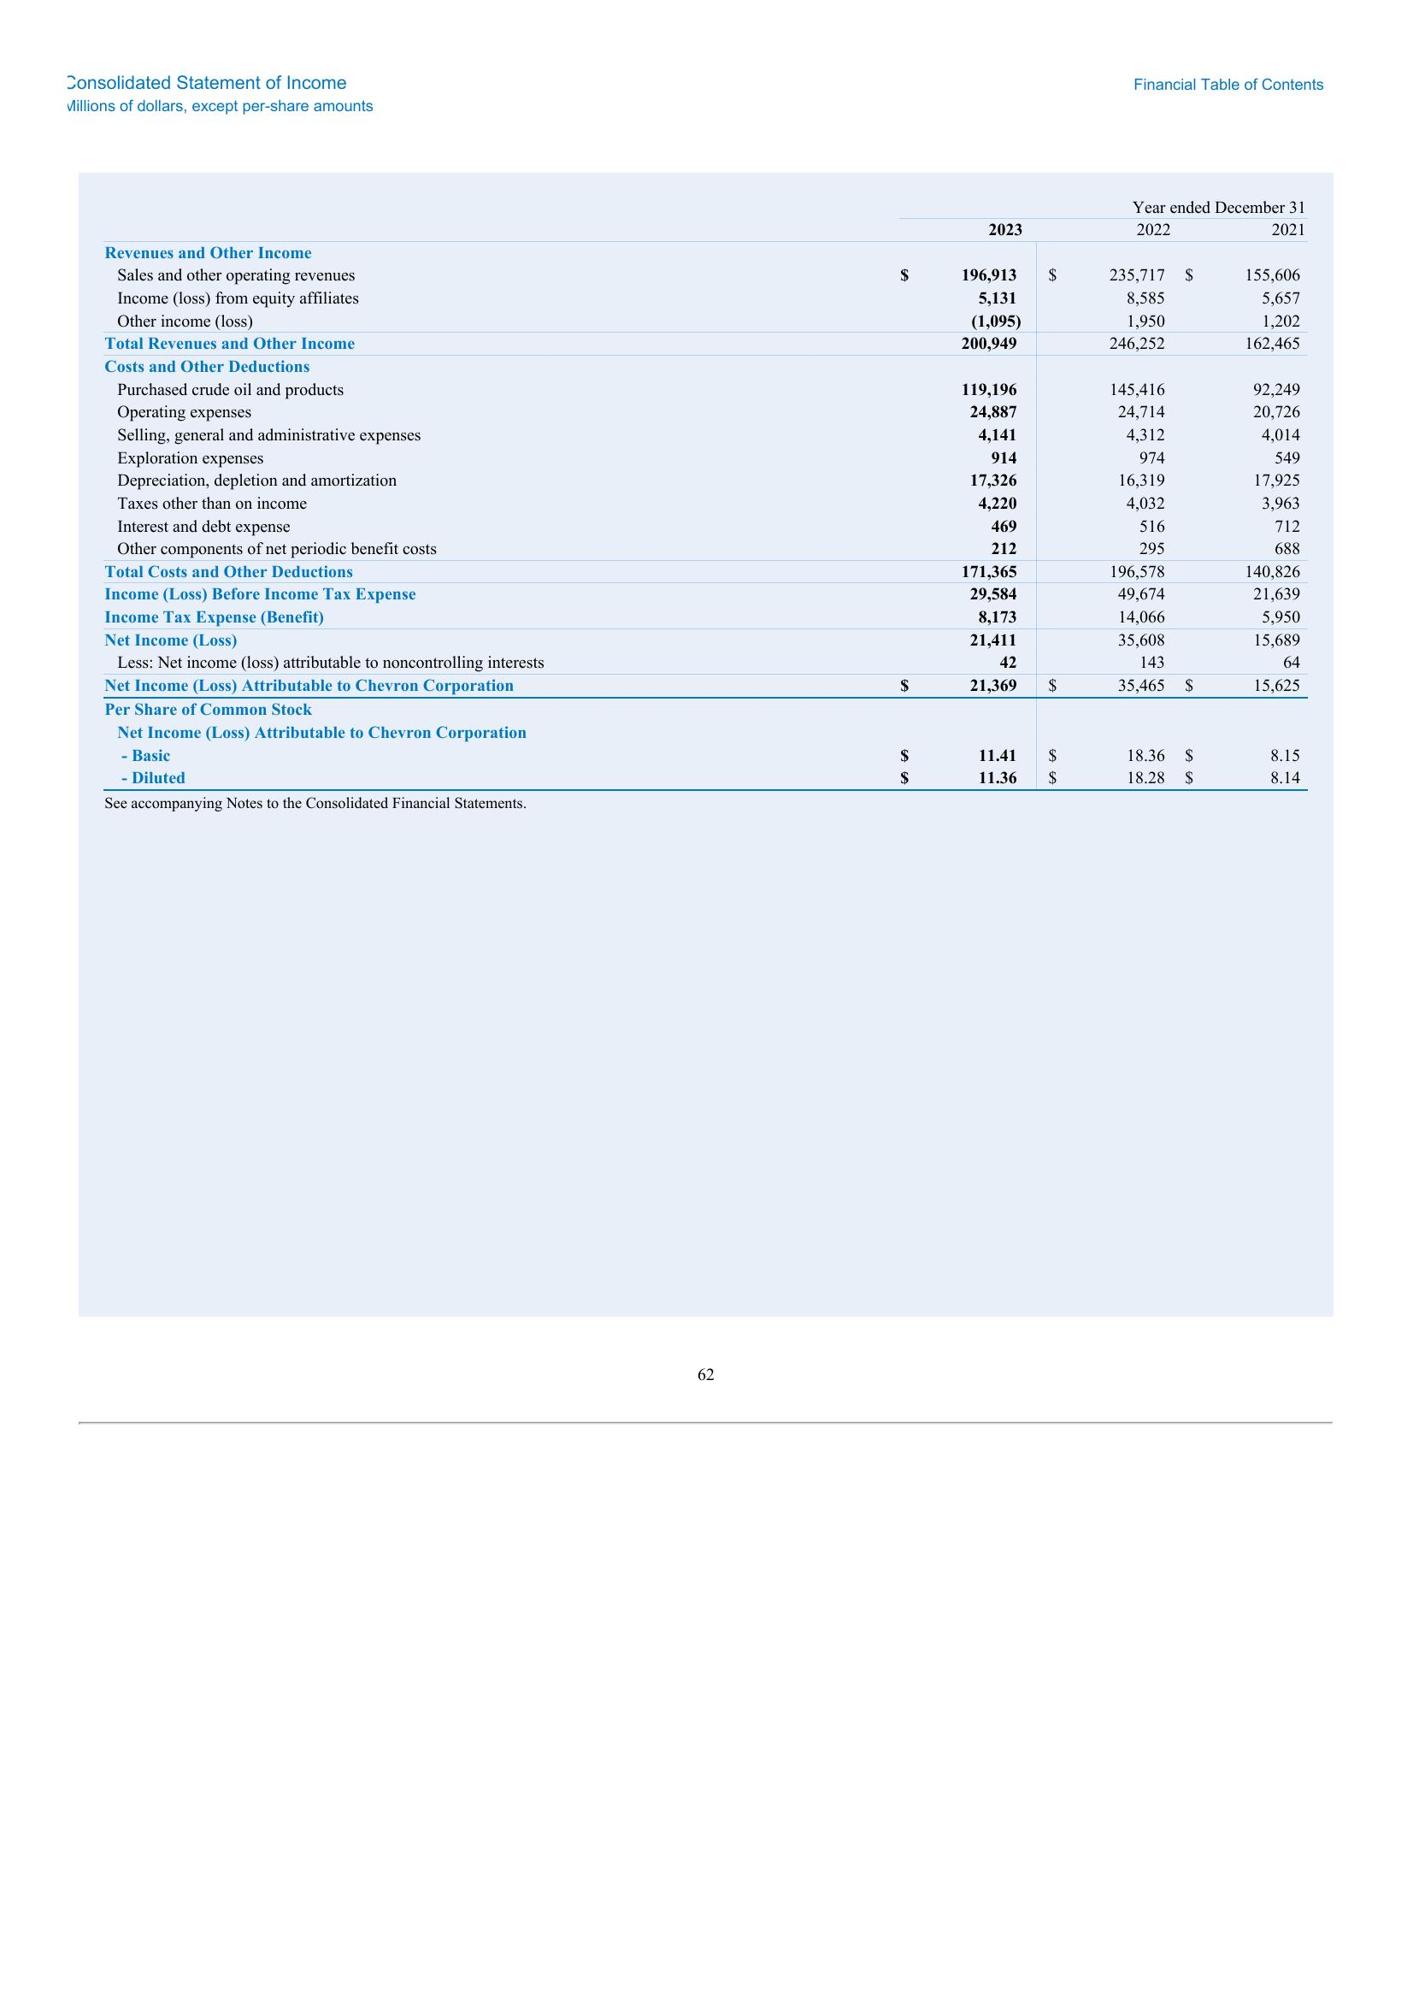 Consolidated Statement of Income Financial Table of Contents
Millions of dollars, except per-share amounts
Year ended December 31
2023 2022 2021
Revenues and Other Income
Sales and other operating revenues $ 196,913 $ 235,717 $ 155,606
Income (loss) from equity affiliates 5,131 8,585 5,657
Other income (loss) (1,095) 1,950 1,202
Total Revenues and Other Income 200,949 246,252 162,465
Costs and Other Deductions
Purchased crude oil and products 119,196 145,416 92,249
Operating expenses 24,887 24,714 20,726
Selling, general and administrative expenses 4,141 4,312 4,014
Exploration expenses 914 974 549
Depreciation, depletion and amortization 17,326 16,319 17,925
Taxes other than on income 4,220 4,032 3,963
Interest and debt expense 469 516 712
Other components of net periodic benefit costs 212 295 688
Total Costs and Other Deductions 171,365 196,578 140,826
Income (Loss) Before Income Tax Expense 29,584 49,674 21,639
Income Tax Expense (Benefit) 8,173 14,066 5,950
Net Income (Loss) 21,411 35,608 15,689
Less: Net income (loss) attributable to noncontrolling interests 42 143 64
Net Income (Loss) Attributable to Chevron Corporation $ 21,369 $ 35,465 $ 15,625
Per Share of Common Stock
Net Income (Loss) Attributable to Chevron Corporation
- Basic $ 11.41 $ 18.36 $ 8.15
- Diluted $ 11.36 $ 18.28 $ 8.14
See accompanying Notes to the Consolidated Financial Statements.
62